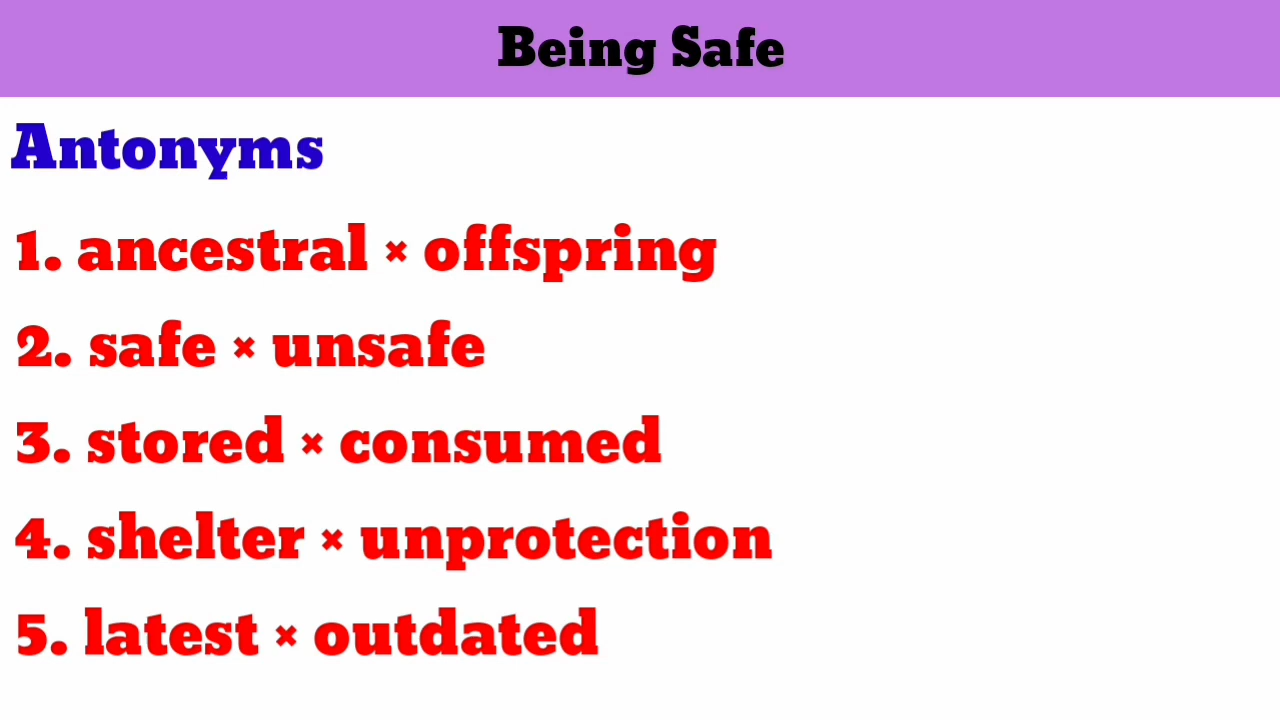 Being Safe
Antonyms
1. ancestral × offspring
2. safe × unsafe
3. stored × consumed
4. shelter × unprotection
5. latest × outdated